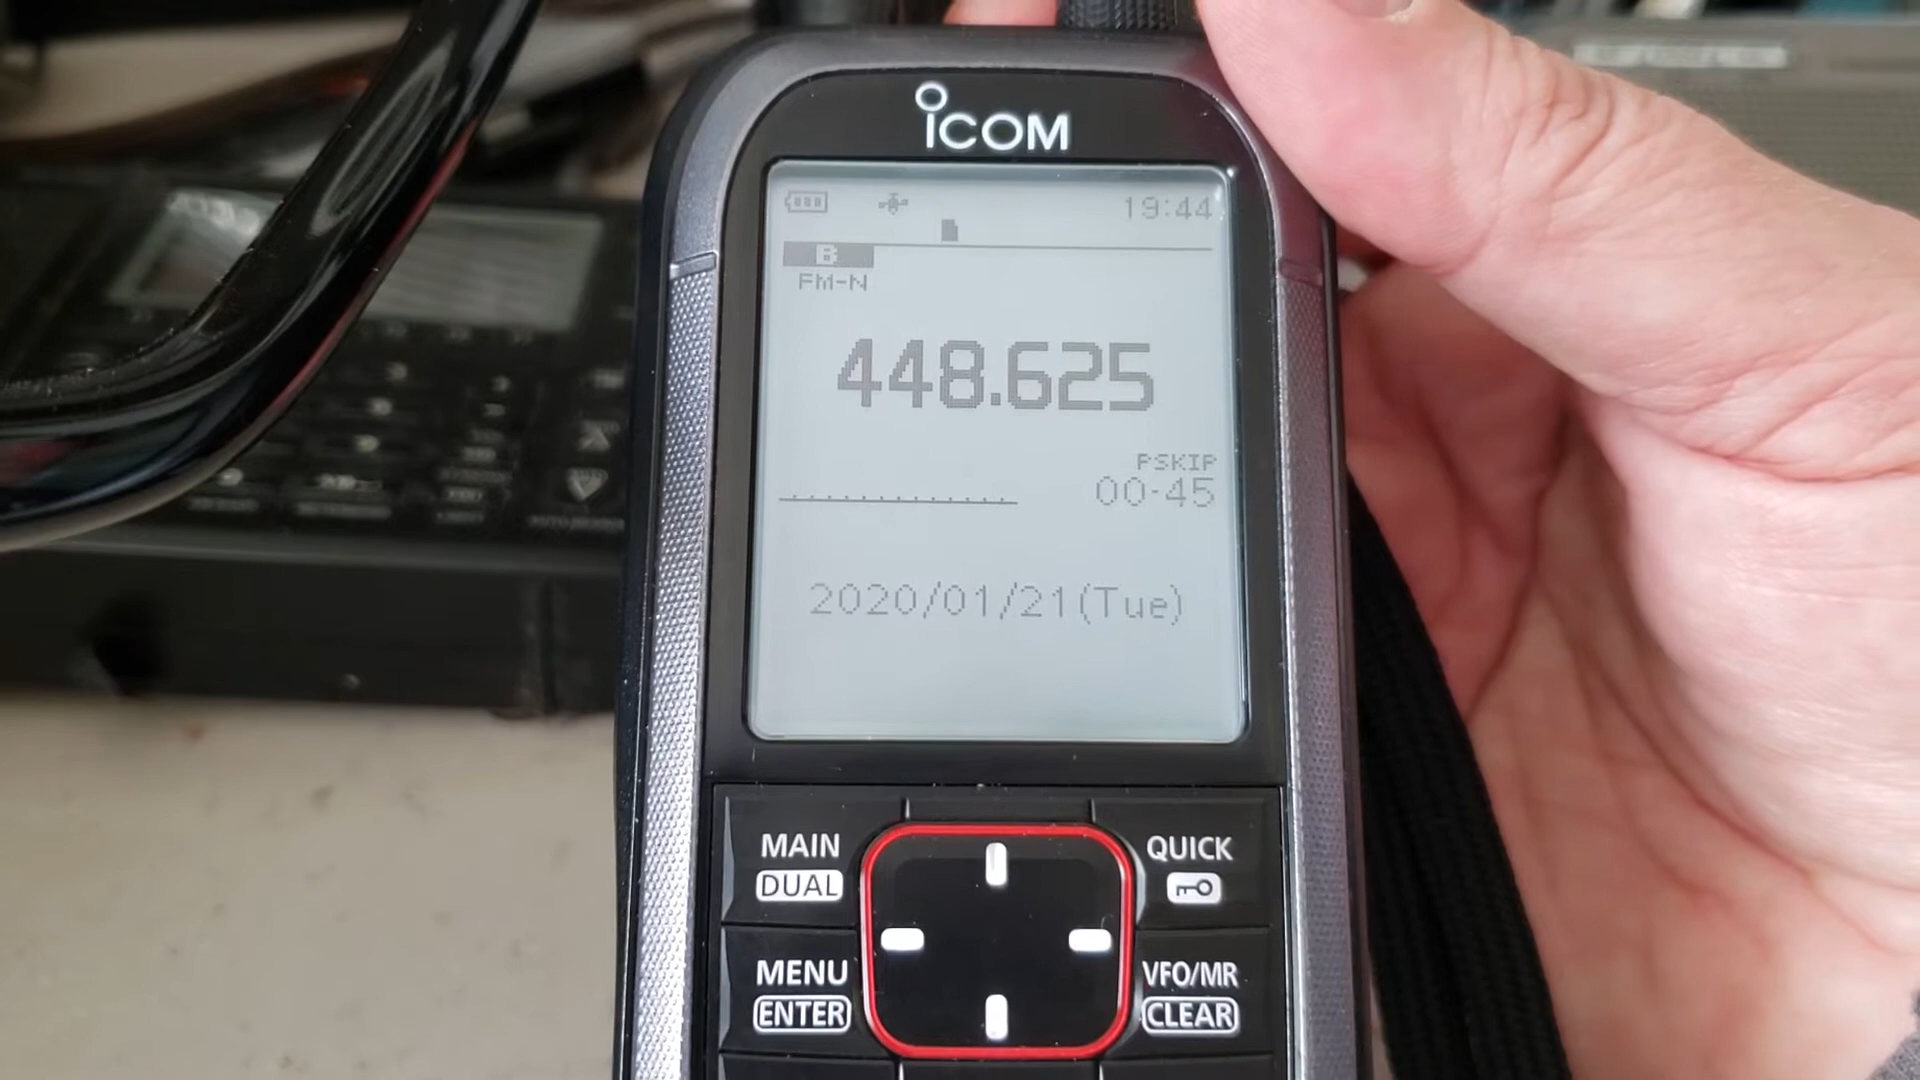 ICOM
19:44
B
FM-N
448.625
PSKIP
00-45
2020/01/21(Tue)
MAIN
DUAL
QUICK
MENU
ENTER
VFO/MR
CLEAR